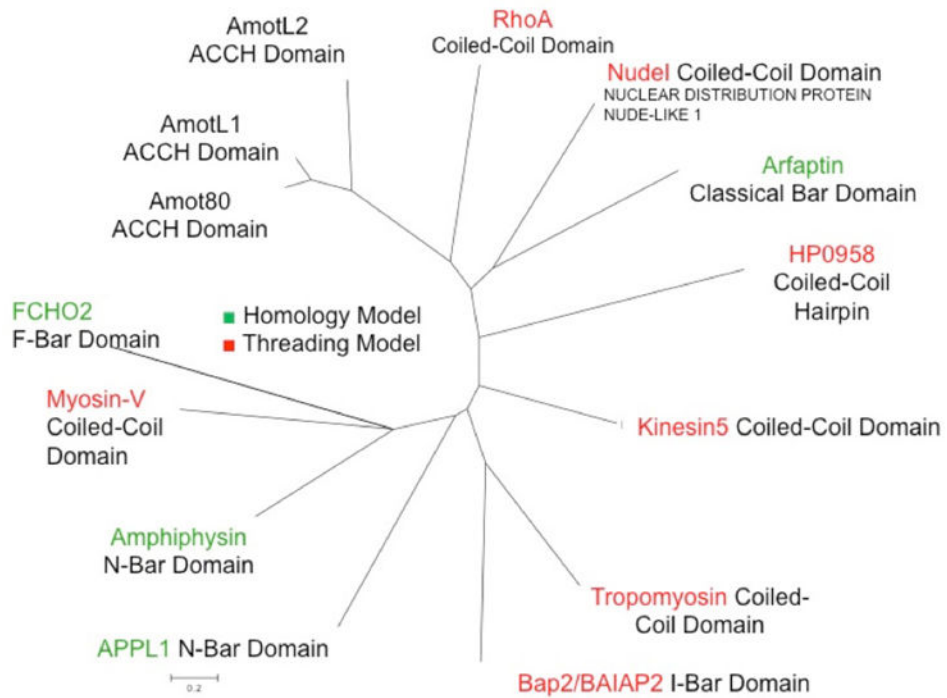 AmotL2
ACCH Domain
RhoA
Coiled-Coil Domain
Nudel Coiled-Coil Domain
NUCLEAR DISTRIBUTION PROTEIN
NUDE-LIKE 1
AmotL1
ACCH Domain
Arfaptin
Classical Bar Domain
Amot80
ACCH Domain
HP0958
Coiled-Coil
Hairpin
FCHO2
F-Bar Domain
Homology Model
Threading Model
Myosin-V
Coiled-Coil
Domain
Kinesin5 Coiled-Coil Domain
Amphiphysin
N-Bar Domain
Tropomyosin Coiled-
Coil Domain
APPL1 N-Bar Domain
Bap2/BAIAP2 I-Bar Domain
0.2